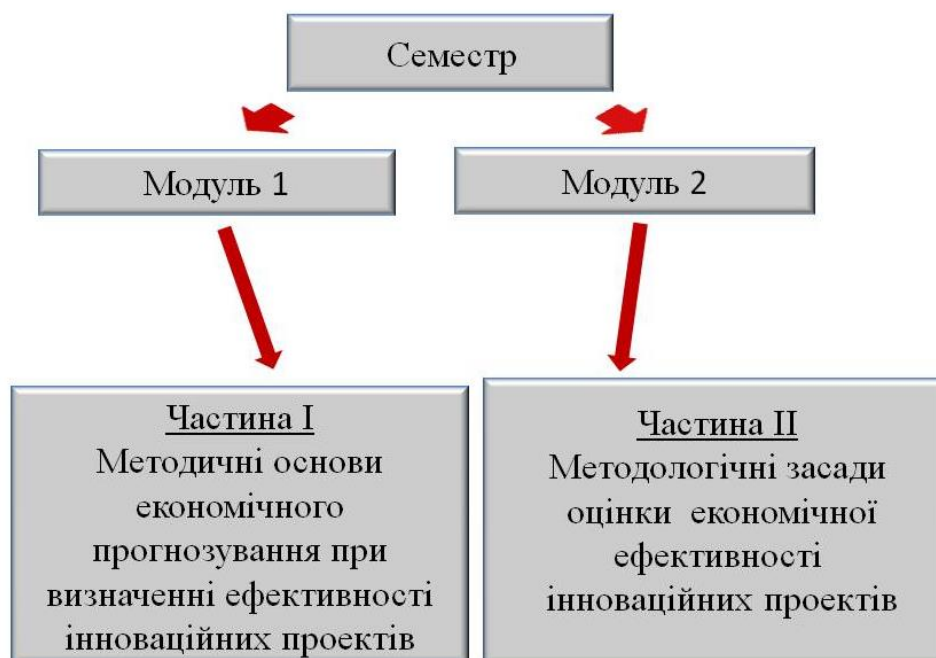 Семестр
Модуль 1
Модуль 2
Частина I
Методичні основи
економічного
прогнозування при
визначенні ефективності
інноваційних проектів
Частина II
Методологічні засади
оцінки економічної
ефективності
інноваційних проектів